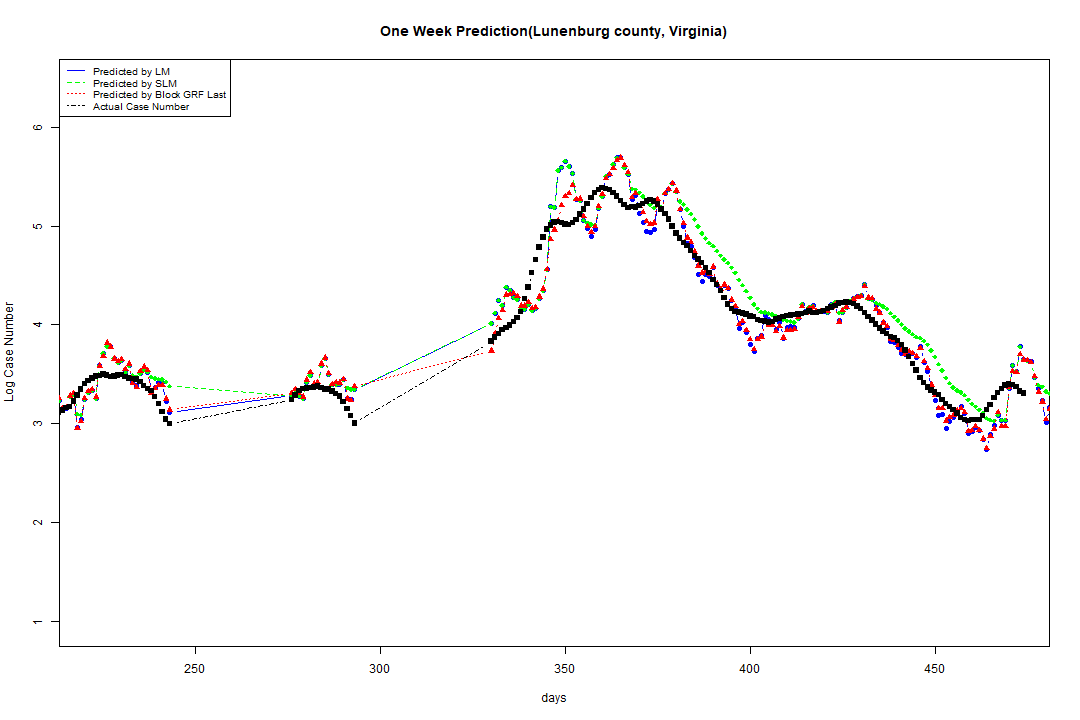 One Week Prediction(Lunenburg county, Virginia)
Predicted by LM
Predicted by SLM
Predicted by Block GRF Last
Actual Case Number
Log Case Number
6
5
4
3
2
1
250 300 350 400 450
days